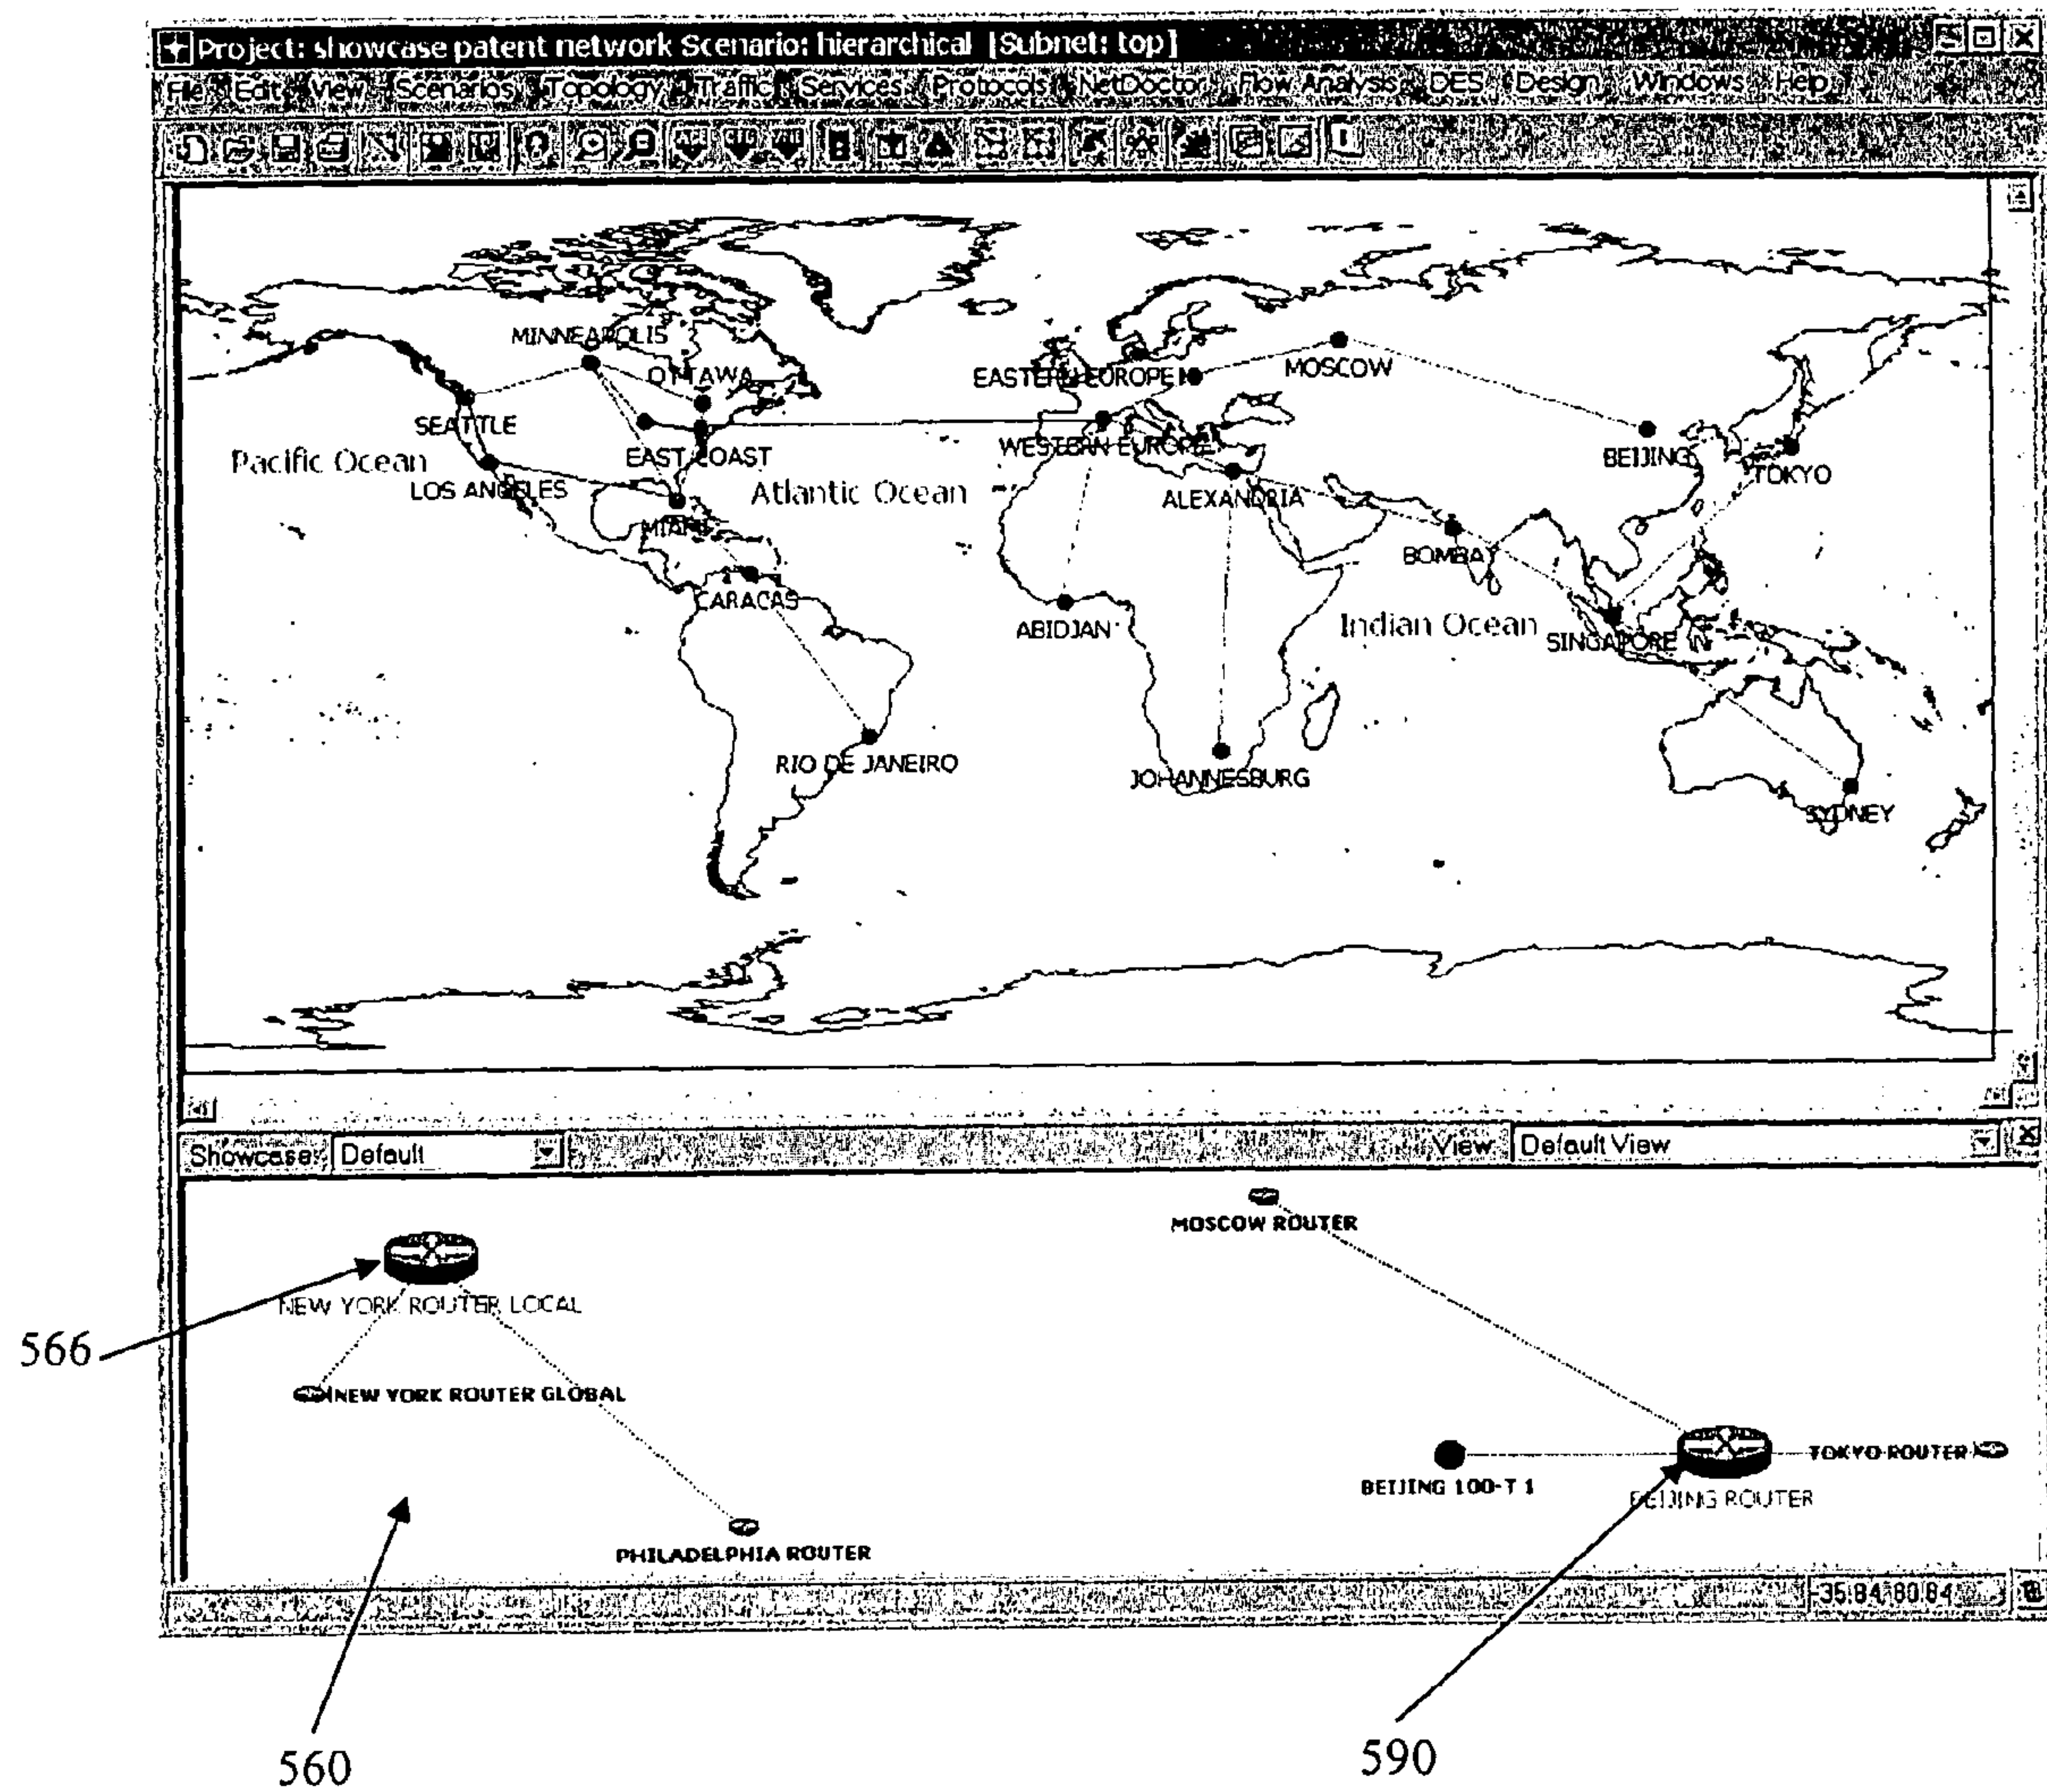 Project: showcase patent network Scenario: hierarchical [Subnet: top]
File Edit View Scenarios Topology Traffic Services Protocols NetDoctor Flow Analysis DES Design Windows Help
MINNEAPOLIS
OTTAWA
MOSCOW
EASTERN EUROPE
SEATTLE
EAST COAST
WESTERN EUROPE
BEIJING
TOKYO
Pacific Ocean
LOS ANGELES
Atlantic Ocean
ALEXANDRIA
MIAMI
BOMBAY
CARACAS
ABIDJAN
Indian Ocean
SINGAPORE
RIO DE JANEIRO
JOHANNESBURG
SYDNEY
Showcase: Default View: Default View
MOSCOW ROUTER
NEW YORK ROUTER LOCAL
566
NEW YORK ROUTER GLOBAL
TOKYO ROUTER
BEIJING 100-T 1
BEIJING ROUTER
PHILADELPHIA ROUTER
-35.84, 80.84
560
590